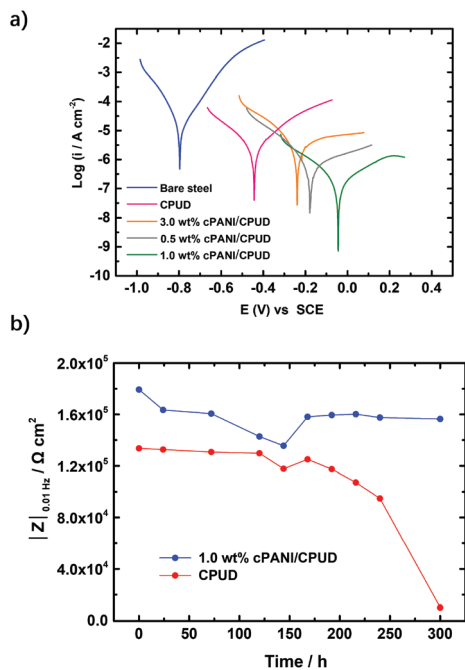 a)
-2
-3
-4
-5
-6
-7
-8
-9
-10
Log (i / A cm⁻²)
Bare steel
CPUD
3.0 wt% cPANI/CPUD
0.5 wt% cPANI/CPUD
1.0 wt% cPANI/CPUD
-1.0 -0.8 -0.6 -0.4 -0.2 0.0 0.2 0.4
E (V) vs SCE
b)
2.0x10⁵
1.6x10⁵
1.2x10⁵
8.0x10⁴
4.0x10⁴
0.0
|Z| 0.01 Hz / Ω cm²
1.0 wt% cPANI/CPUD
CPUD
0 50 100 150 200 250 300
Time / h